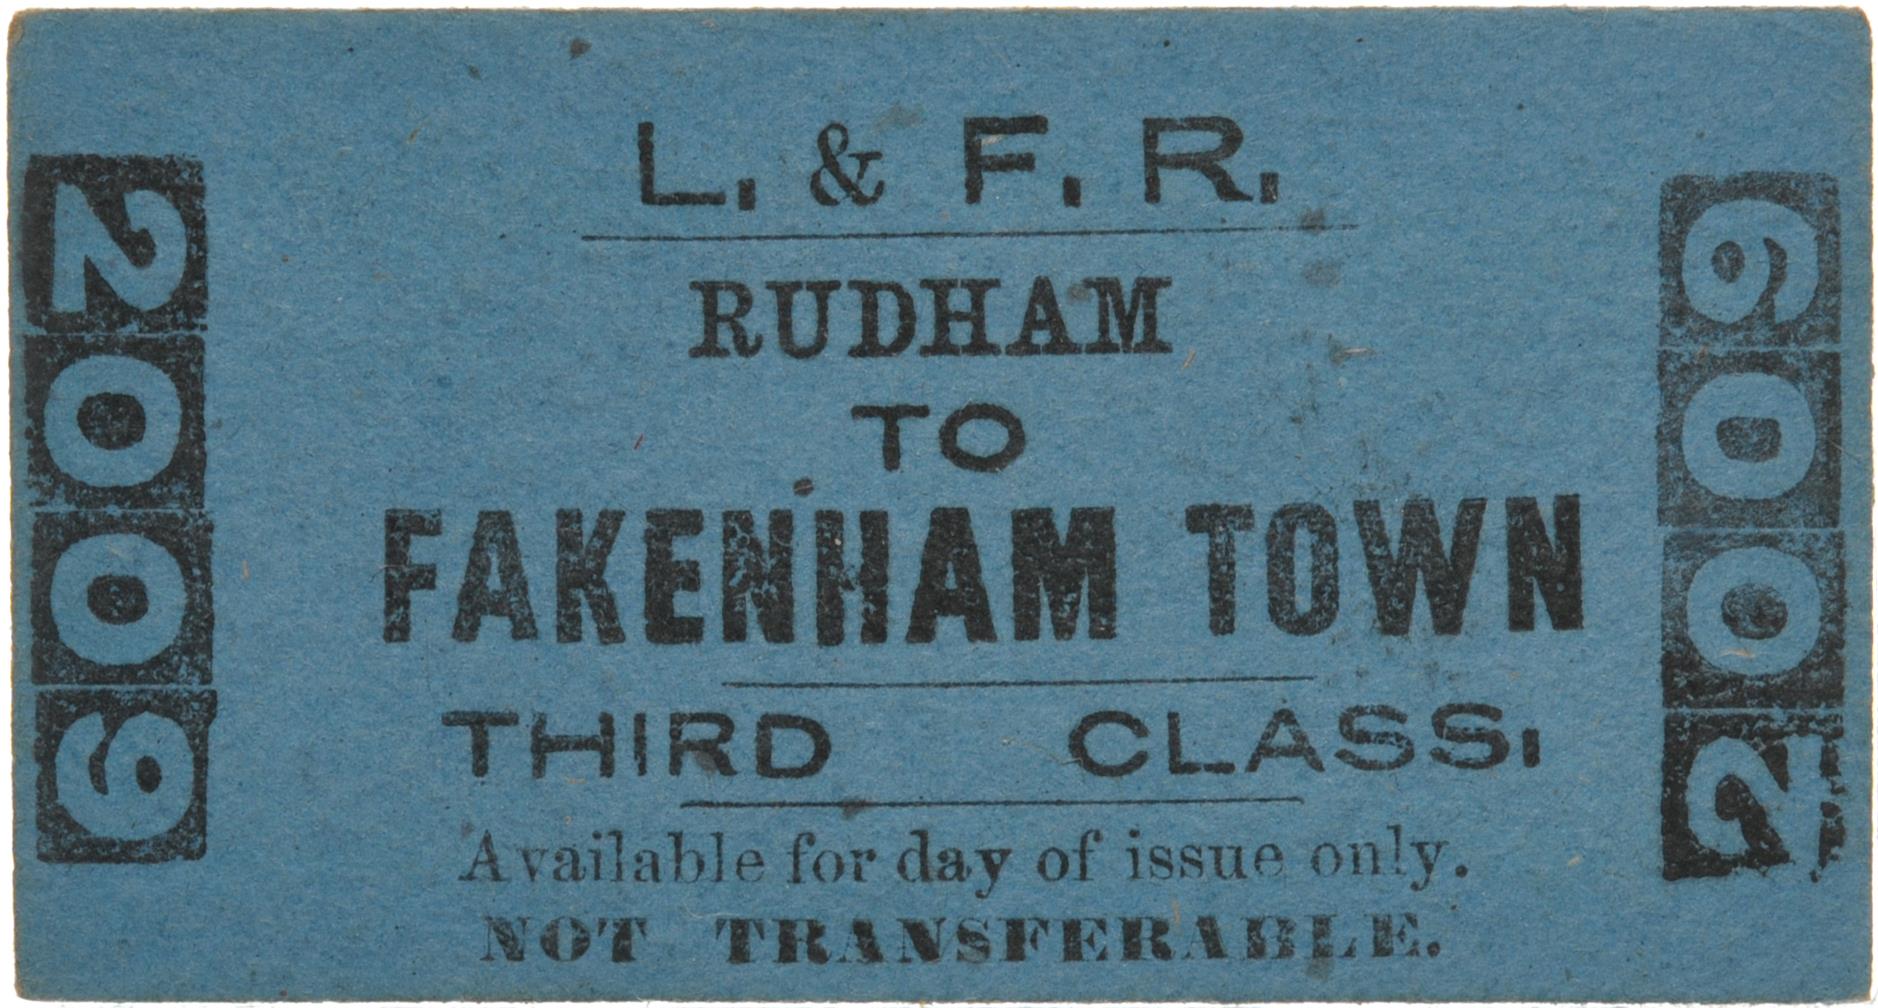 L. & F. R.
RUDHAM
TO
FAKENHAM TOWN
THIRD CLASS.
Available for day of issue only.
NOT TRANSFERABLE.
2009
2009